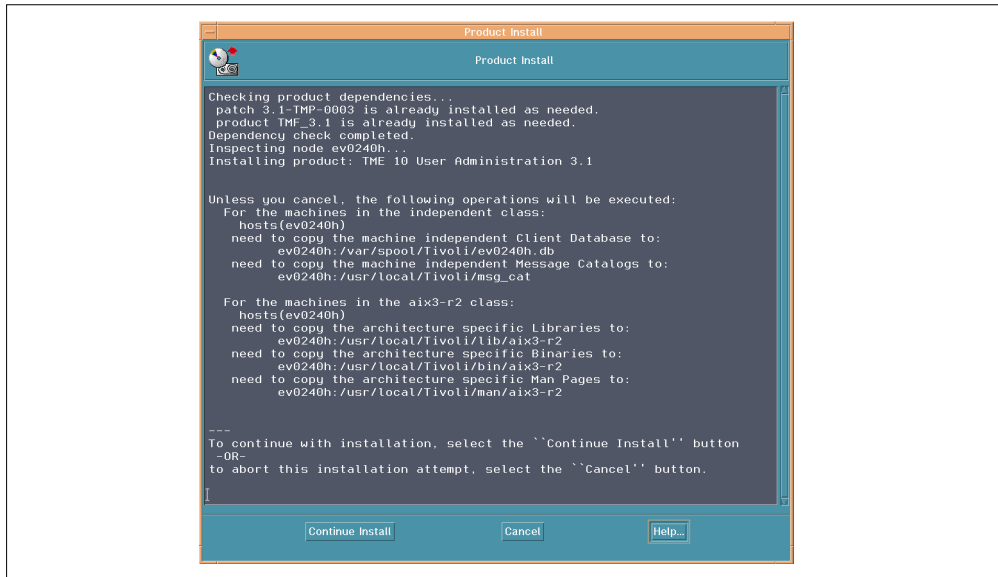 Product Install
Product Install
Checking product dependencies...
patch 3.1-TMP-0003 is already installed as needed.
product TMF_3.1 is already installed as needed.
Dependency check completed.
Inspecting node ev0240h...
Installing product: TME 10 User Administration 3.1
Unless you cancel, the following operations will be executed:
For the machines in the independent class:
hosts(ev0240h)
need to copy the machine independent Client Database to:
ev0240h:/var/spool/Tivoli/ev0240h.db
need to copy the machine independent Message Catalogs to:
ev0240h:/usr/local/Tivoli/msg_cat
For the machines in the aix3-r2 class:
hosts(ev0240h)
need to copy the architecture specific Libraries to:
ev0240h:/usr/local/Tivoli/lib/aix3-r2
need to copy the architecture specific Binaries to:
ev0240h:/usr/local/Tivoli/bin/aix3-r2
need to copy the architecture specific Man Pages to:
ev0240h:/usr/local/Tivoli/man/aix3-r2
---
To continue with installation, select the ``Continue Install'' button
-OR-
to abort this installation attempt, select the ``Cancel'' button.
Continue Install Cancel Help...